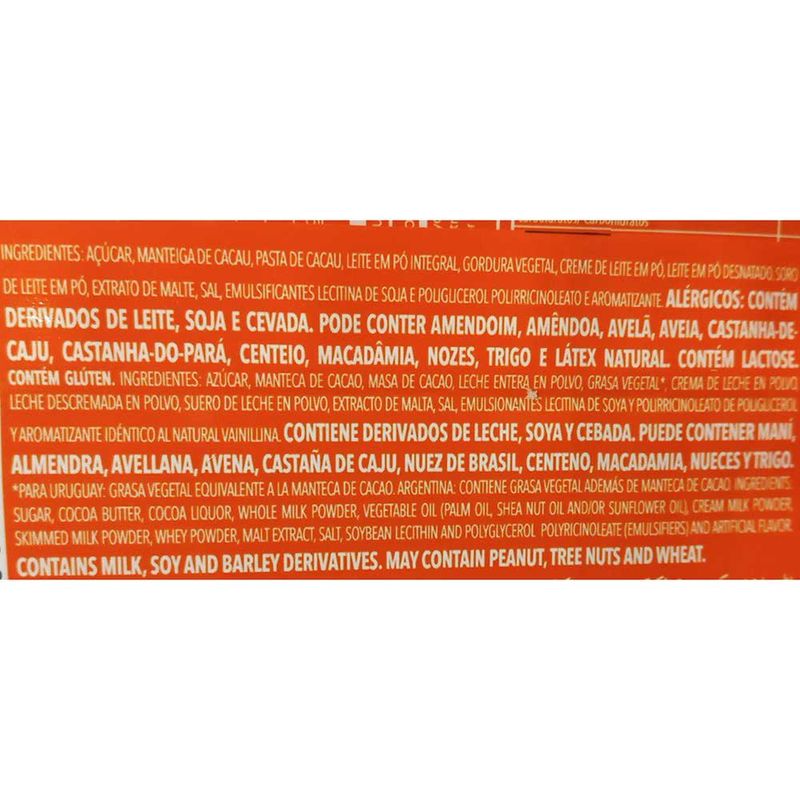 carboidratos/ Carbohidratos
INGREDIENTES: AÇÚCAR, MANTEIGA DE CACAU, PASTA DE CACAU, LEITE EM PÓ INTEGRAL, GORDURA VEGETAL, CREME DE LEITE EM PÓ, LEITE EM PÓ DESNATADO, SORO
DE LEITE EM PÓ, EXTRATO DE MALTE, SAL, EMULSIFICANTES LECITINA DE SOJA E POLIGLICEROL POLIRRICINOLEATO E AROMATIZANTE. ALÉRGICOS: CONTÉM
DERIVADOS DE LEITE, SOJA E CEVADA. PODE CONTER AMENDOIM, AMÊNDOA, AVELÃ, AVEIA, CASTANHA-DE-
CAJU, CASTANHA-DO-PARÁ, CENTEIO, MACADÂMIA, NOZES, TRIGO E LÁTEX NATURAL. CONTÉM LACTOSE.
CONTÉM GLÚTEN. INGREDIENTES: AZÚCAR, MANTECA DE CACAO, MASA DE CACAO, LECHE ENTERA EN POLVO, GRASA VEGETAL*, CREMA DE LECHE EN POLVO,
LECHE DESCREMADA EN POLVO, SUERO DE LECHE EN POLVO, EXTRACTO DE MALTA, SAL, EMULSIONANTES LECITINA DE SOYA Y POLIRRICINOLEATO DE POLIGLICEROL
Y AROMATIZANTE IDÉNTICO AL NATURAL VAINILLINA. CONTIENE DERIVADOS DE LECHE, SOYA Y CEBADA. PUEDE CONTENER MANÍ,
ALMENDRA, AVELLANA, AVENA, CASTAÑA DE CAJU, NUEZ DE BRASIL, CENTENO, MACADAMIA, NUECES Y TRIGO.
*PARA URUGUAY: GRASA VEGETAL EQUIVALENTE A LA MANTECA DE CACAO. ARGENTINA: CONTIENE GRASA VEGETAL ADEMÁS DE MANTECA DE CACAO. INGREDIENTS:
SUGAR, COCOA BUTTER, COCOA LIQUOR, WHOLE MILK POWDER, VEGETABLE OIL (PALM OIL, SHEA NUT OIL AND/OR SUNFLOWER OIL), CREAM MILK POWDER,
SKIMMED MILK POWDER, WHEY POWDER, MALT EXTRACT, SALT, SOYBEAN LECITHIN AND POLYGLYCEROL POLYRICINOLEATE (EMULSIFIERS) AND ARTIFICIAL FLAVOR.
CONTAINS MILK, SOY AND BARLEY DERIVATIVES. MAY CONTAIN PEANUT, TREE NUTS AND WHEAT.